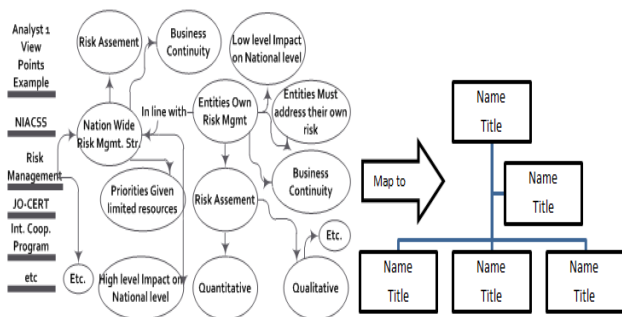 Analyst 1
View
Points
Example
NIACSS
Risk
Management
JO-CERT
Int. Coop.
Program
etc
Risk Assement
Business
Continuity
Nation Wide
Risk Mgmt. Str.
In line with
Entities Own
Risk Mgmt
Low level Impact
on National level
Entities Must
address their own
risk
Business
Continuity
Priorities Given
limited resources
Risk Assement
Etc.
Etc.
High level Impact on
National level
Quantitative
Qualitative
Map to
Name
Title
Name
Title
Name
Title
Name
Title
Name
Title